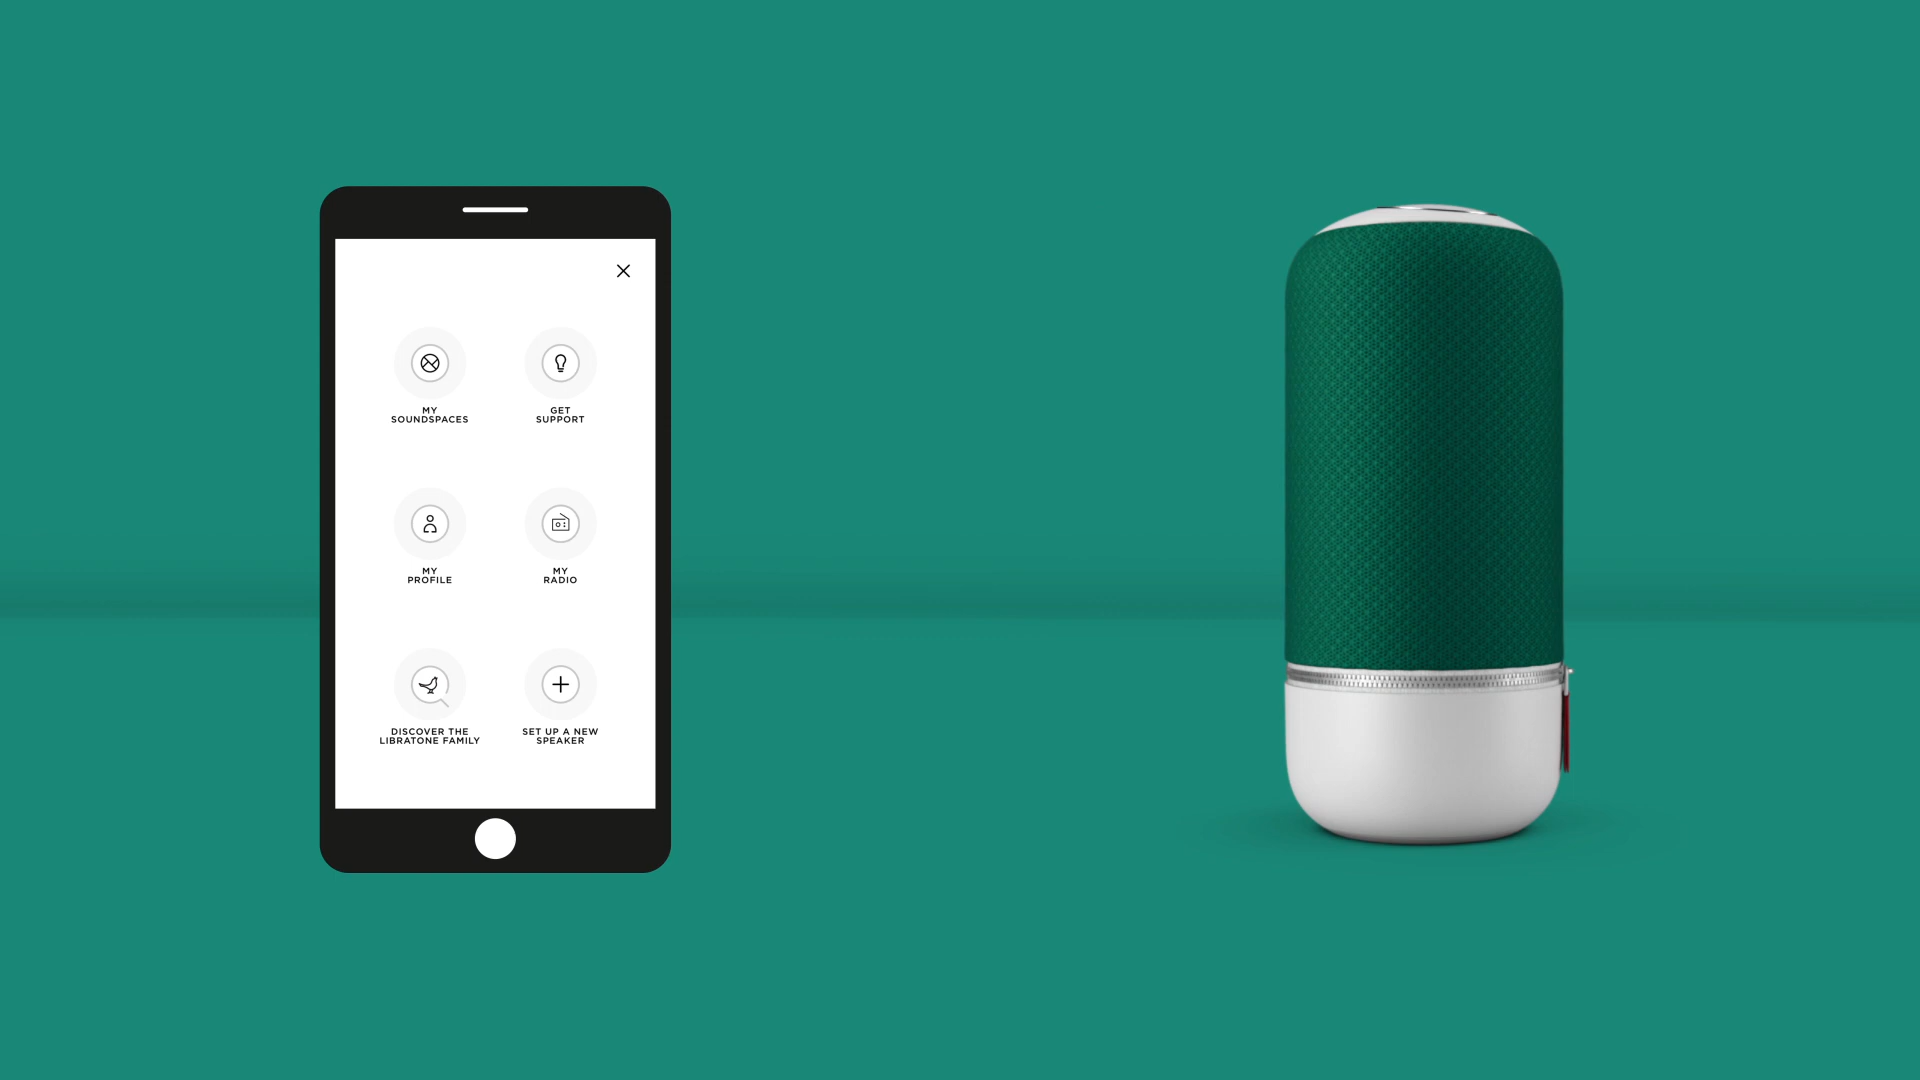 MY
SOUNDSPACES
GET
SUPPORT
MY
PROFILE
MY
RADIO
DISCOVER THE
LIBRATONE FAMILY
SET UP A NEW
SPEAKER